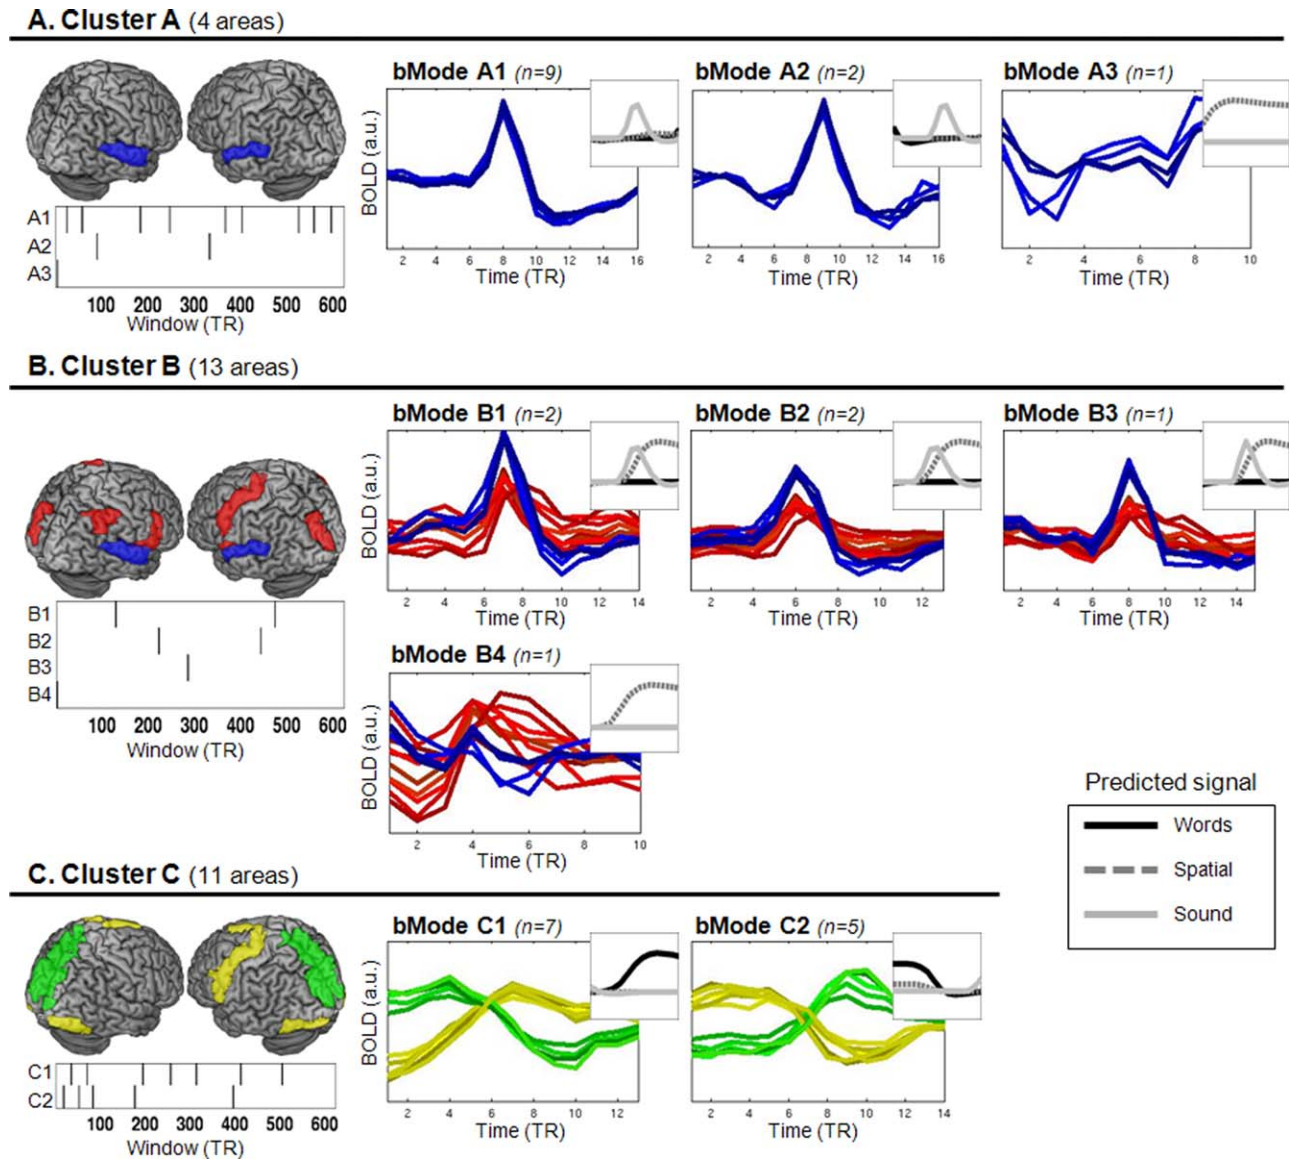 A. Cluster A (4 areas)
bMode A1 (n=9)
bMode A2 (n=2)
bMode A3 (n=1)
BOLD (a.u.)
2 4 6 8 10 12 14 16
Time (TR)
2 4 6 8 10 12 14 16
Time (TR)
2 4 6 8 10
Time (TR)
A1
A2
A3
100 200 300 400 500 600
Window (TR)
B. Cluster B (13 areas)
bMode B1 (n=2)
bMode B2 (n=2)
bMode B3 (n=1)
BOLD (a.u.)
2 4 6 8 10 12 14
Time (TR)
2 4 6 8 10 12
Time (TR)
2 4 6 8 10 12 14
Time (TR)
B1
B2
B3
B4
100 200 300 400 500 600
Window (TR)
bMode B4 (n=1)
BOLD (a.u.)
2 4 6 8 10
Time (TR)
Predicted signal
Words
Spatial
Sound
C. Cluster C (11 areas)
bMode C1 (n=7)
bMode C2 (n=5)
BOLD (a.u.)
2 4 6 8 10 12
Time (TR)
2 4 6 8 10 12 14
Time (TR)
C1
C2
100 200 300 400 500 600
Window (TR)